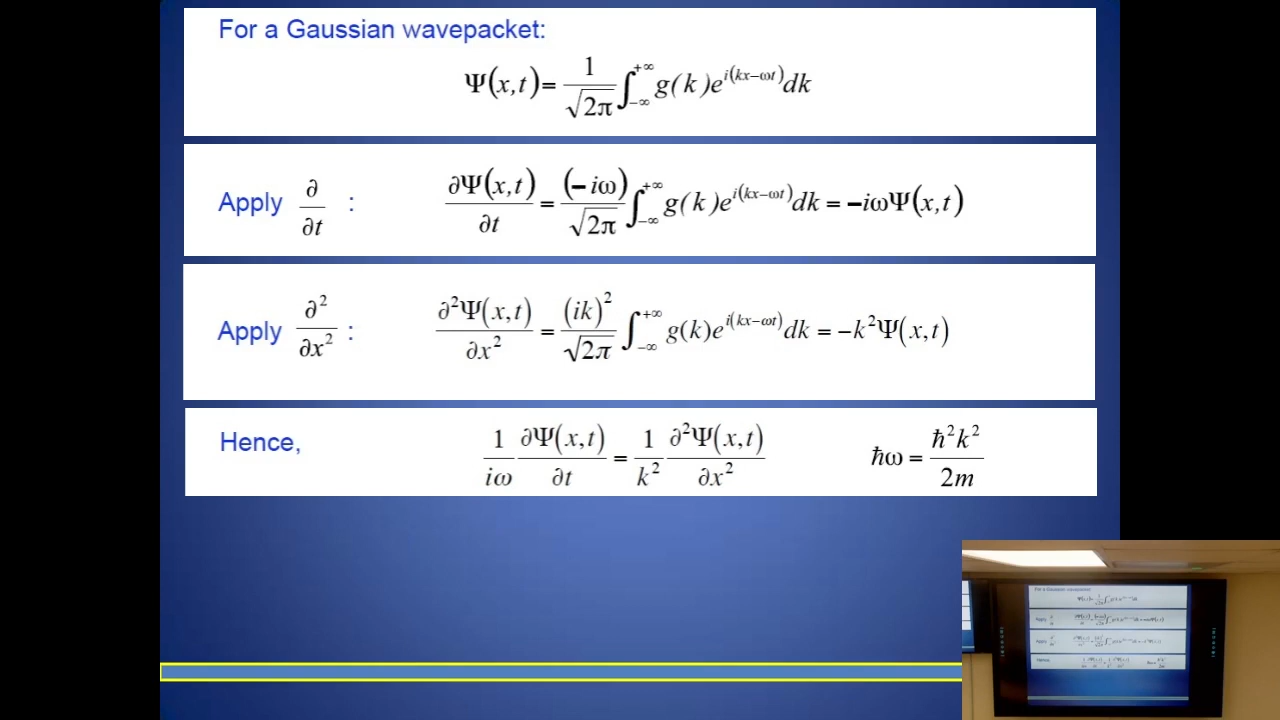 For a Gaussian wavepacket:
Ψ(x,t)= 1/√2π ∫_{-∞}^{+∞} g(k)e^{i(kx-ωt)}dk
Apply ∂/∂t : ∂Ψ(x,t)/∂t = (-iω)/√2π ∫_{-∞}^{+∞} g(k)e^{i(kx-ωt)}dk = -iωΨ(x,t)
Apply ∂²/∂x² : ∂²Ψ(x,t)/∂x² = (ik)²/√2π ∫_{-∞}^{+∞} g(k)e^{i(kx-ωt)}dk = -k²Ψ(x,t)
Hence, 1/iω ∂Ψ(x,t)/∂t = 1/k² ∂²Ψ(x,t)/∂x² ħω = ħ²k²/2m